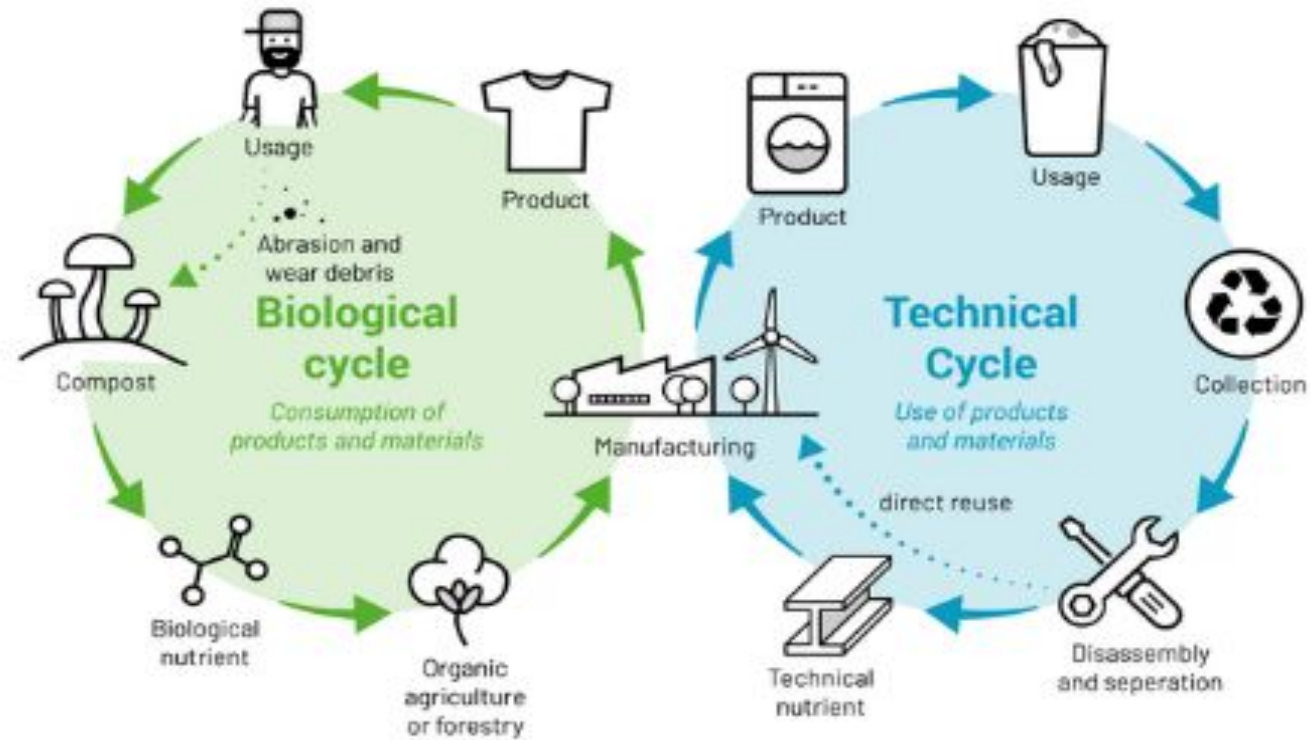 Usage
Product
Abrasion and
wear debris
Biological
cycle
Consumption of
products and materials
Compost
Biological
nutrient
Organic
agriculture
or forestry
Manufacturing
Product
Usage
Technical
Cycle
Use of products
and materials
Collection
direct reuse
Disassembly
and seperation
Technical
nutrient